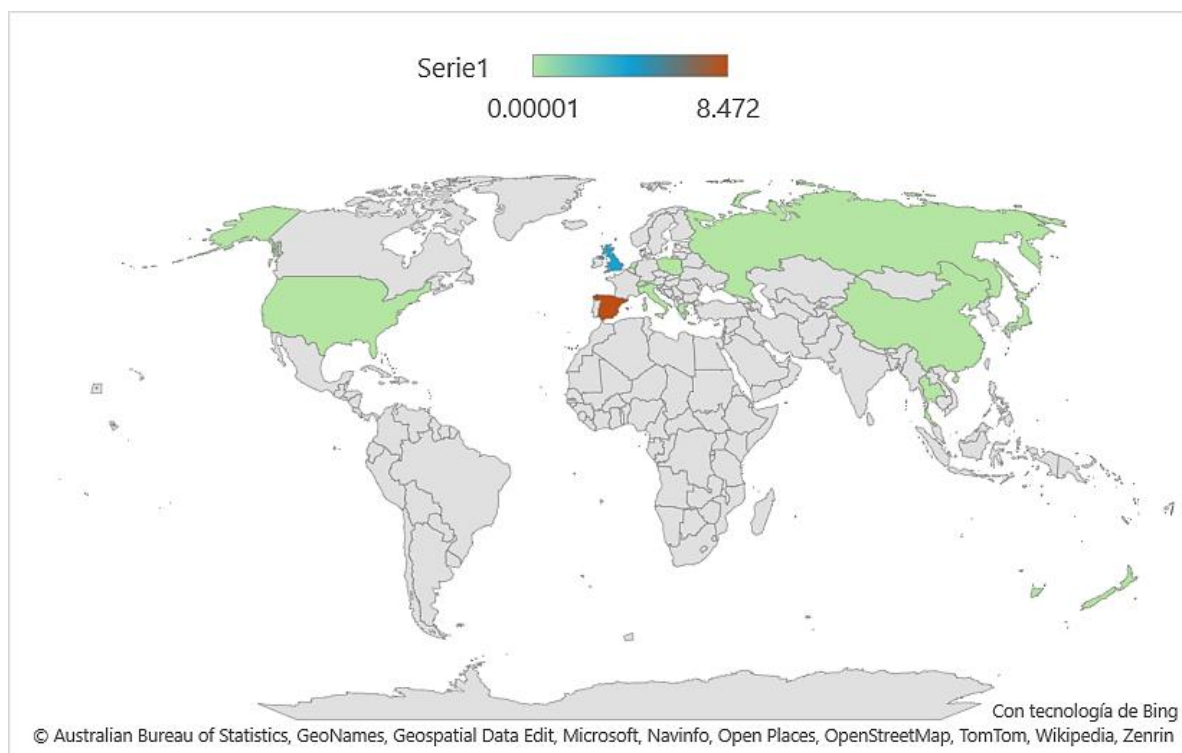 Serie1
0.00001 8.472
Con tecnología de Bing
© Australian Bureau of Statistics, GeoNames, Geospatial Data Edit, Microsoft, Navinfo, Open Places, OpenStreetMap, TomTom, Wikipedia, Zenrin